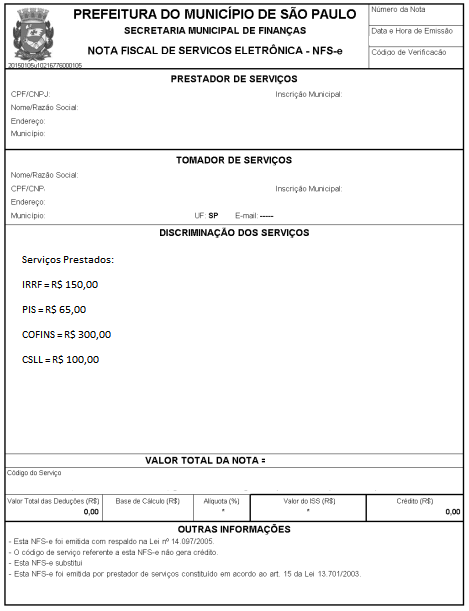 PREFEITURA DO MUNICÍPIO DE SÃO PAULO
SECRETARIA MUNICIPAL DE FINANÇAS
NOTA FISCAL DE SERVICOS ELETRÔNICA - NFS-e
20150105u10216776000105
Número da Nota
Data e Hora de Emissão
Código de Verificação
PRESTADOR DE SERVIÇOS
CPF/CNPJ: Inscrição Municipal:
Nome/Razão Social:
Endereço:
Município:
TOMADOR DE SERVIÇOS
Nome/Razão Social:
CPF/CNP. Inscrição Municipal:
Endereço:
Município: UF: SP E-mail: -----
DISCRIMINAÇÃO DOS SERVIÇOS
Serviços Prestados:
IRRF = R$ 150,00
PIS = R$ 65,00
COFINS = R$ 300,00
CSLL = R$ 100,00
VALOR TOTAL DA NOTA =
Código do Serviço
Valor Total das Deduções (R$) Base de Cálculo (R$) Alíquota (%) Valor do ISS (R$) Crédito (R$)
0,00 * * 0,00
OUTRAS INFORMAÇÕES
- Esta NFS-e foi emitida com respaldo na Lei nº 14.097/2005.
- O código de serviço referente a esta NFS-e não gera crédito.
- Esta NFS-e substitui
- Esta NFS-e foi emitida por prestador de serviços constituído em acordo ao art. 15 da Lei 13.701/2003.